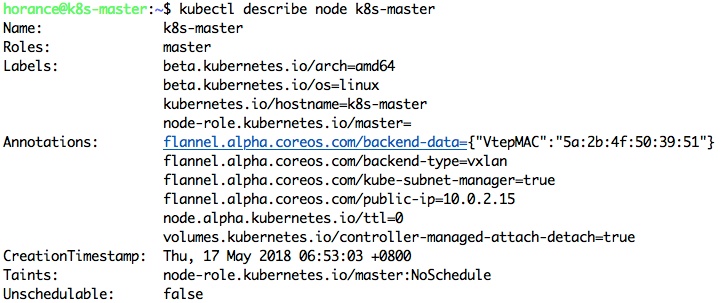 horance@k8s-master:~$ kubectl describe node k8s-master
Name: k8s-master
Roles: master
Labels: beta.kubernetes.io/arch=amd64
beta.kubernetes.io/os=linux
kubernetes.io/hostname=k8s-master
node-role.kubernetes.io/master=
Annotations: flannel.alpha.coreos.com/backend-data={"VtepMAC":"5a:2b:4f:50:39:51"}
flannel.alpha.coreos.com/backend-type=vxlan
flannel.alpha.coreos.com/kube-subnet-manager=true
flannel.alpha.coreos.com/public-ip=10.0.2.15
node.alpha.kubernetes.io/ttl=0
volumes.kubernetes.io/controller-managed-attach-detach=true
CreationTimestamp: Thu, 17 May 2018 06:53:03 +0800
Taints: node-role.kubernetes.io/master:NoSchedule
Unschedulable: false